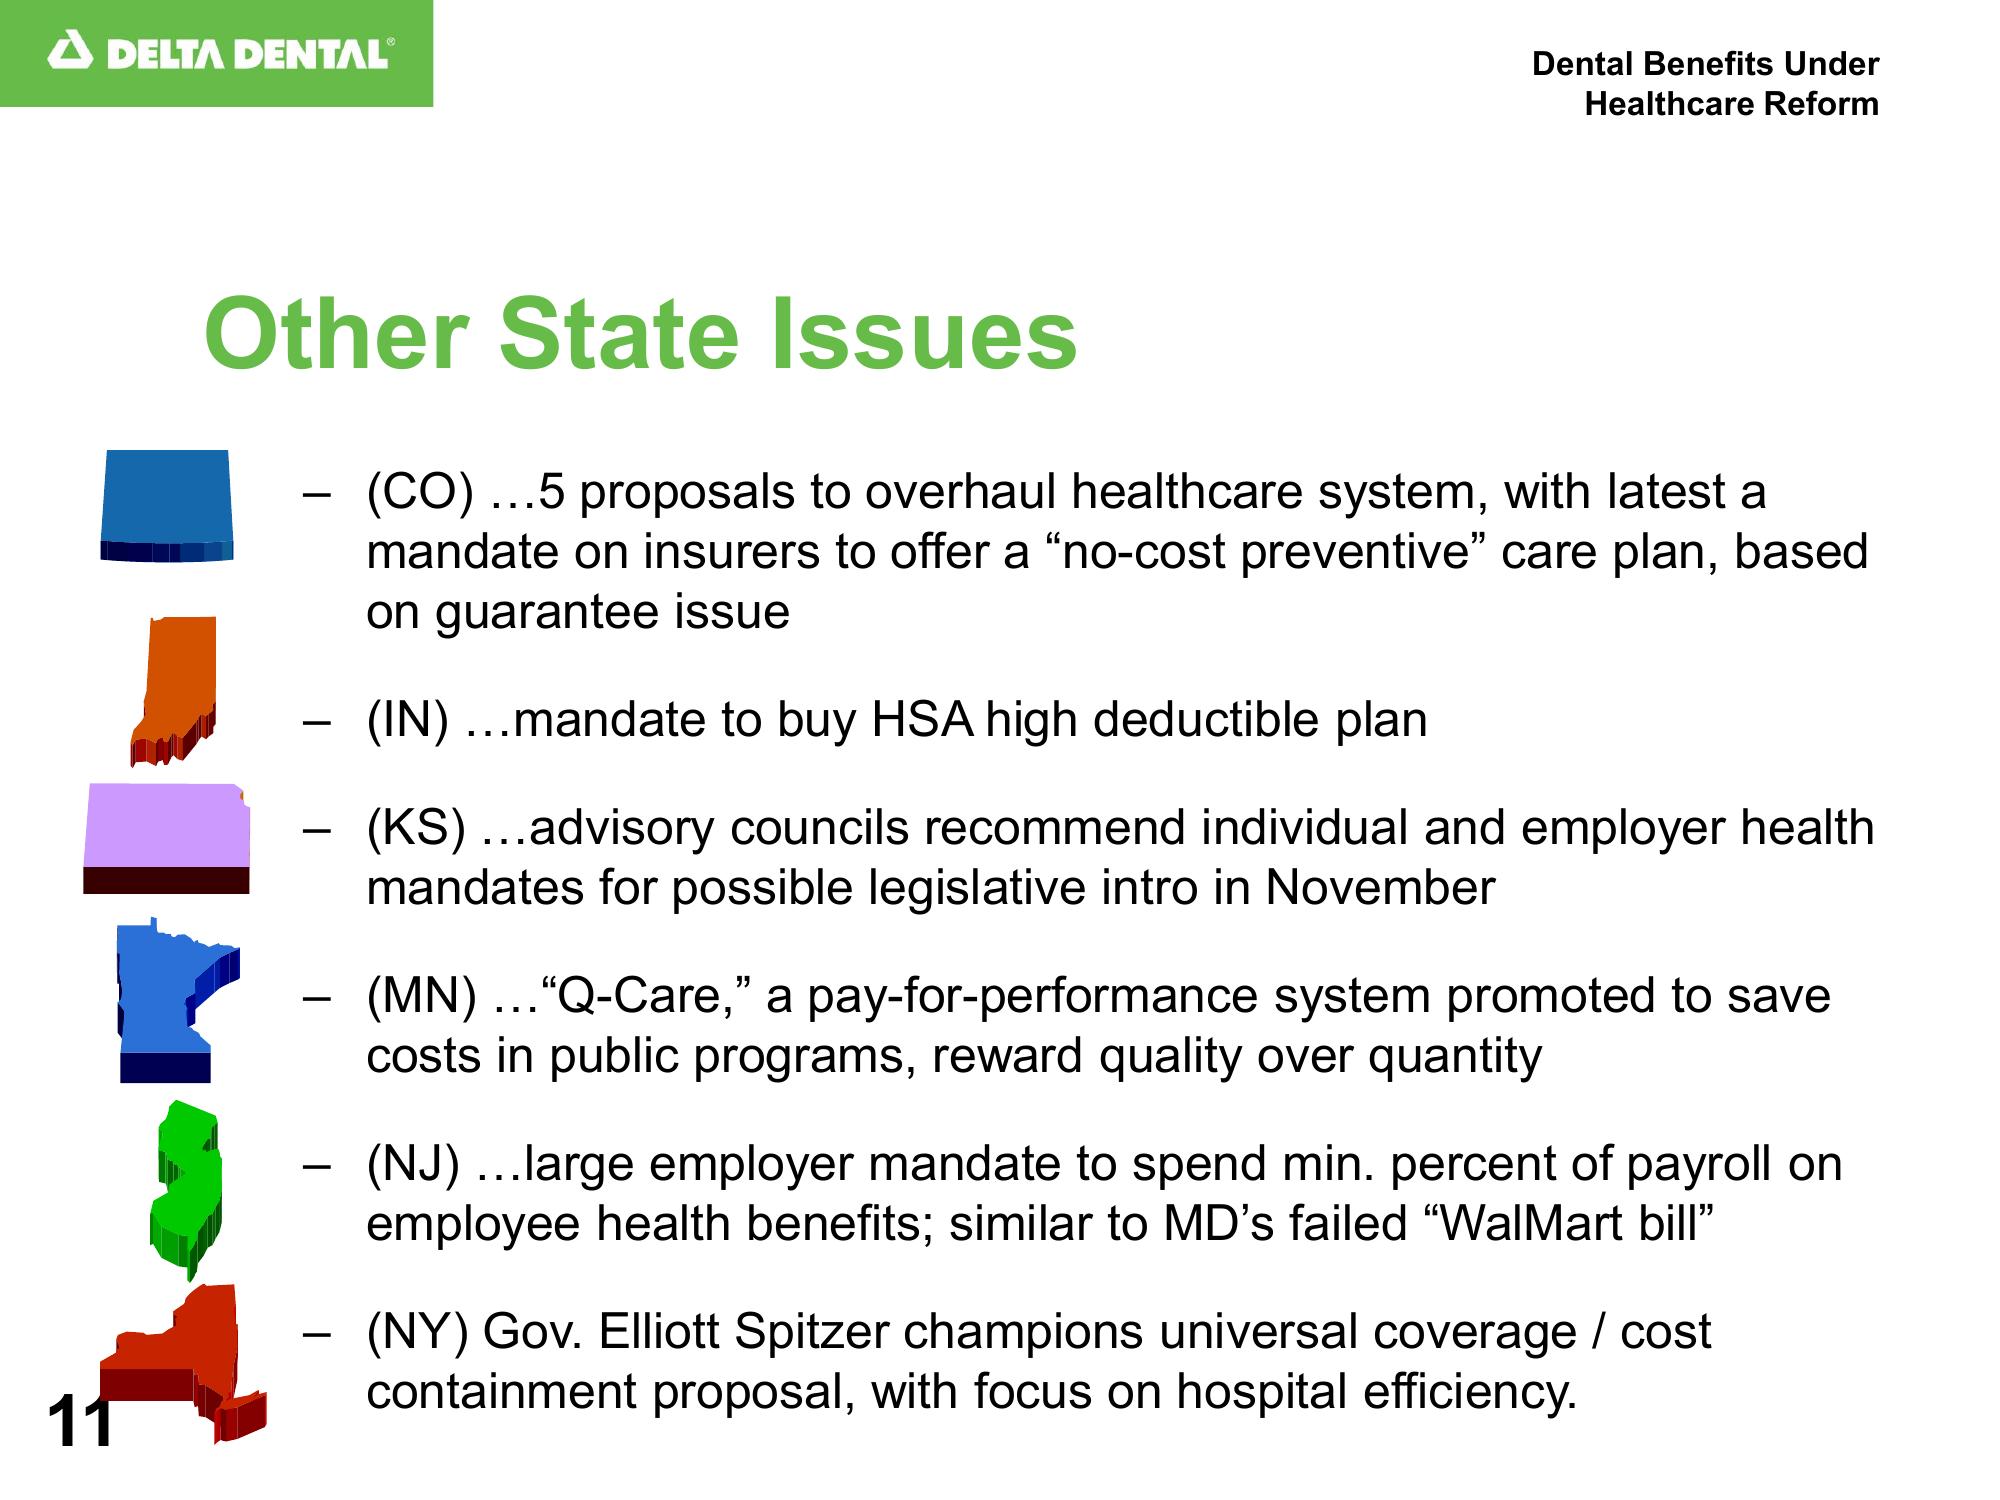 DELTA DENTAL®
Dental Benefits Under
Healthcare Reform
Other State Issues
– (CO) …5 proposals to overhaul healthcare system, with latest a
mandate on insurers to offer a “no-cost preventive” care plan, based
on guarantee issue
– (IN) …mandate to buy HSA high deductible plan
– (KS) …advisory councils recommend individual and employer health
mandates for possible legislative intro in November
– (MN) …“Q-Care,” a pay-for-performance system promoted to save
costs in public programs, reward quality over quantity
– (NJ) …large employer mandate to spend min. percent of payroll on
employee health benefits; similar to MD’s failed “WalMart bill”
– (NY) Gov. Elliott Spitzer champions universal coverage / cost
containment proposal, with focus on hospital efficiency.
11